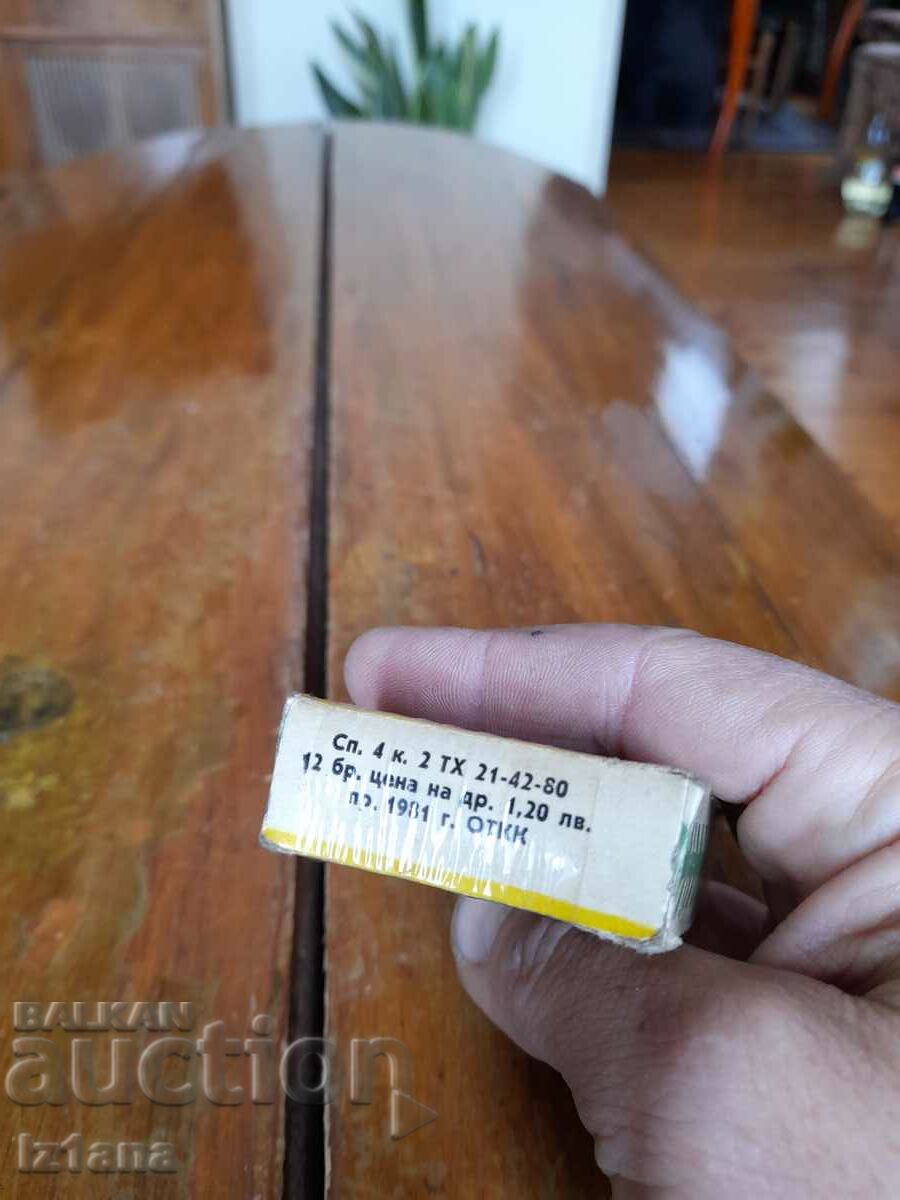 Сп. 4 к. 2 ТХ 21-42-80
12 бр. цена на др. 1,20 лв.
пр. 1981 г. ОТКК
BALKAN
auction
Iz1ana